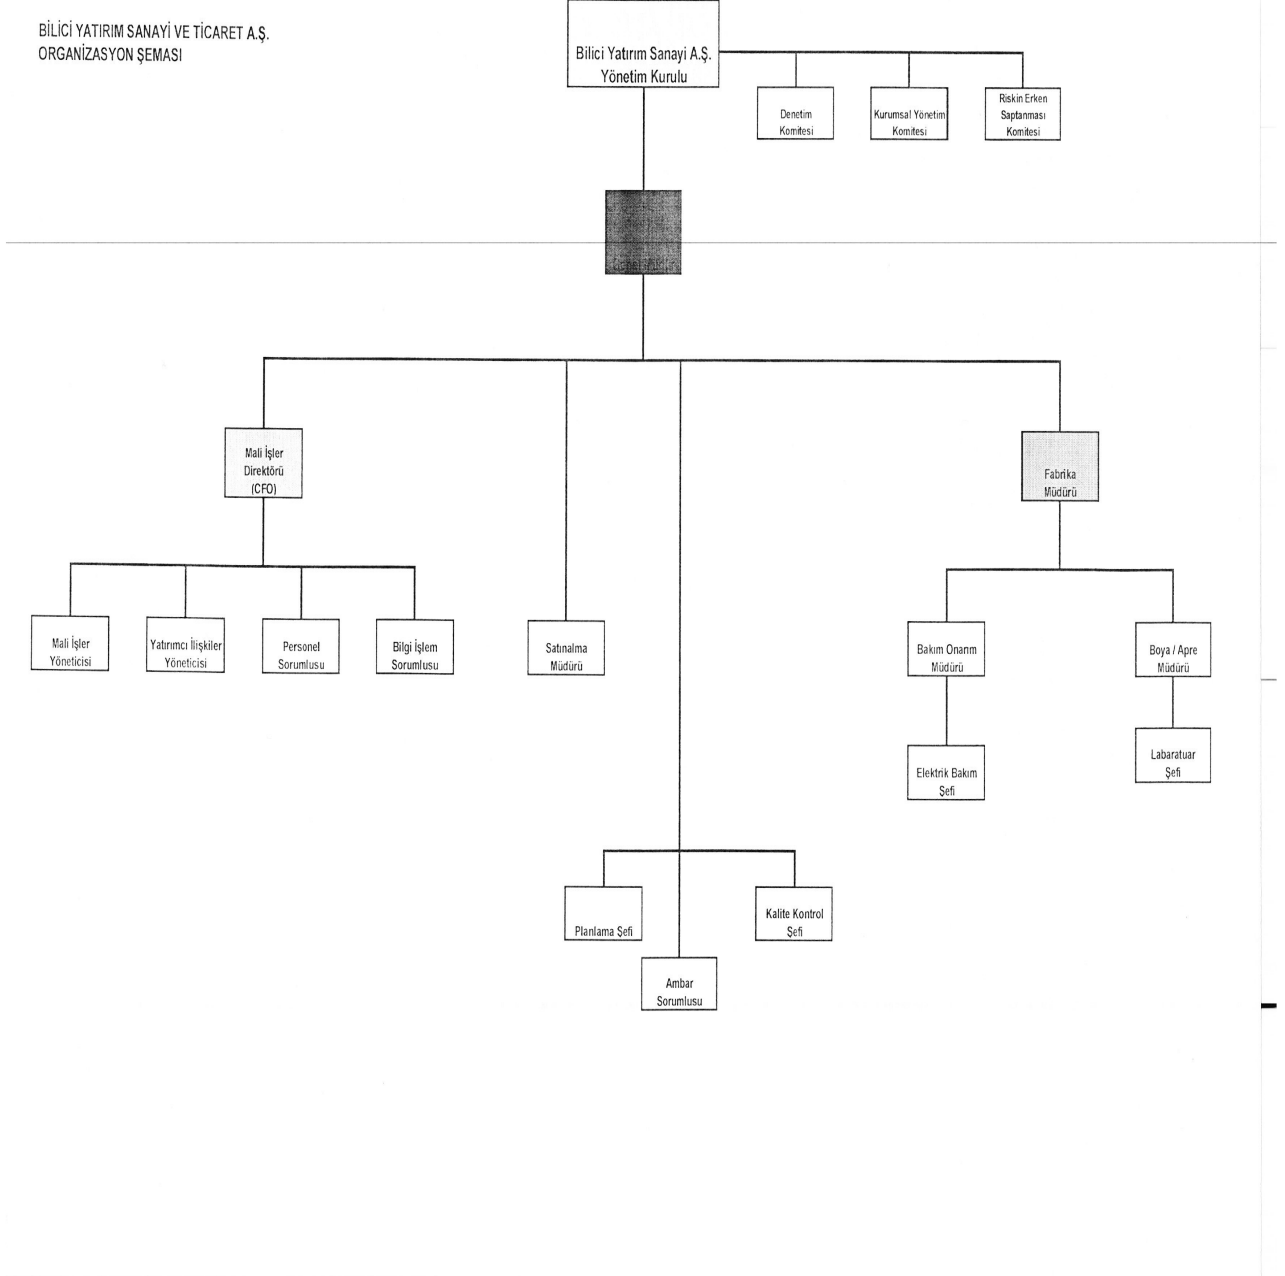 BİLİCİ YATIRIM SANAYİ VE TİCARET A.Ş.
ORGANİZASYON ŞEMASI
Bilici Yatırım Sanayi A.Ş.
Yönetim Kurulu
Denetim
Komitesi
Kurumsal Yönetim
Komitesi
Riskin Erken
Saptanması
Komitesi
Mali İşler
Direktörü
(CFO)
Fabrika
Müdürü
Mali İşler
Yöneticisi
Yatırımcı İlişkiler
Yöneticisi
Personel
Sorumlusu
Bilgi İşlem
Sorumlusu
Satınalma
Müdürü
Bakım Onarım
Müdürü
Boya / Apre
Müdürü
Elektrik Bakım
Şefi
Labaratuar
Şefi
Planlama Şefi
Kalite Kontrol
Şefi
Ambar
Sorumlusu